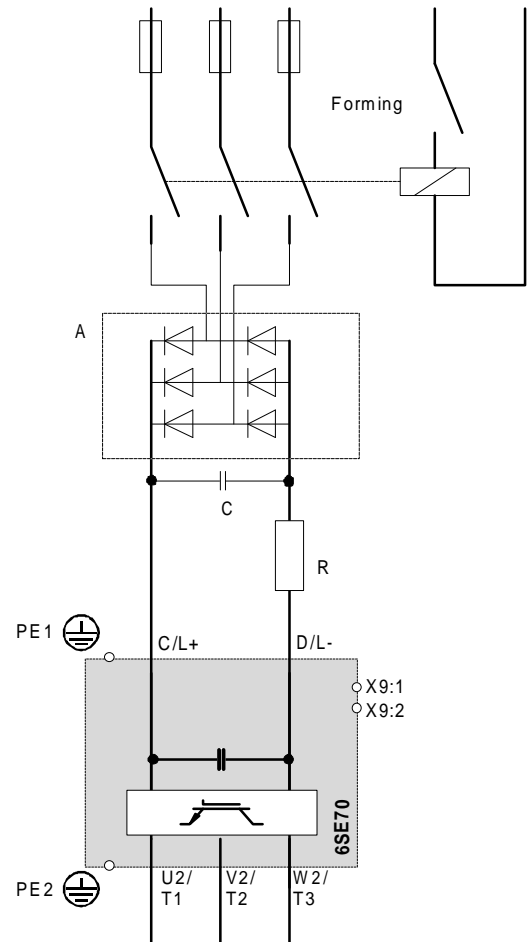 Forming
A
C
R
PE1
C/L+
D/L-
X9:1
X9:2
6SE70
PE2
U2/
T1
V2/
T2
W2/
T3